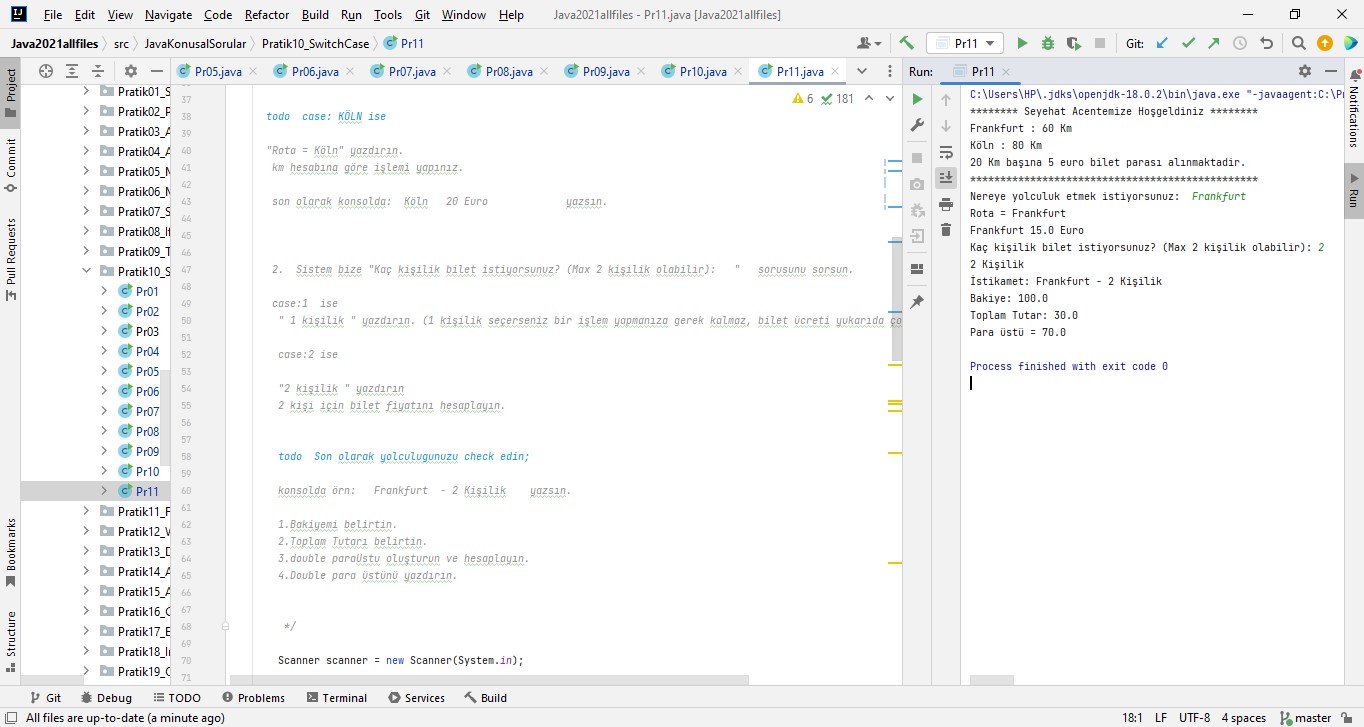 File Edit View Navigate Code Refactor Build Run Tools Git Window Help Java2021allfiles - Pr11.java [Java2021allfiles]
Java2021allfiles src JavaKonusalSorular Pratik10_SwitchCase Pr11
Pr11 Git:
Project
Commit
Pull Requests
Bookmarks
Structure
Pratik01_S
Pratik02_P
Pratik03_A
Pratik04_A
Pratik05_N
Pratik06_N
Pratik07_S
Pratik08_If
Pratik09_T
Pratik10_S
Pr01
Pr02
Pr03
Pr04
Pr05
Pr06
Pr07
Pr08
Pr09
Pr10
Pr11
Pratik11_F
Pratik12_V
Pratik13_D
Pratik14_A
Pratik15_A
Pratik16_C
Pratik17_E
Pratik18_In
Pratik19_C
Pr05.java Pr06.java Pr07.java Pr08.java Pr09.java Pr10.java Pr11.java
6 181
37
38 todo case: KÖLN ise
39
40 "Rota = Köln" yazdırın.
41 km hesabına göre işlemi yapınız.
42
43 son olarak konsolda: Köln 20 Euro yazsın.
44
45
46
47 2. Sistem bize "Kaç kişilik bilet istiyorsunuz? (Max 2 kişilik olabilir): " sorusunu sorsun.
48
49 case:1 ise
50 " 1 kişilik " yazdırın. (1 kişilik seçerseniz bir işlem yapmanıza gerek kalmaz, bilet ücreti yukarıda ço
51
52 case:2 ise
53
54 "2 kişilik " yazdırın
55 2 kişi için bilet fiyatını hesaplayın.
56
57
58 todo Son olarak yolculugunuzu check edin;
59
60 konsolda örn: Frankfurt - 2 Kişilik yazsın.
61
62 1.Bakiyemi belirtin.
63 2.Toplam Tutarı belirtin.
64 3.double paraUstu oluşturun ve hesaplayın.
65 4.Double para üstünü yazdırın.
66
67
68 */
69
70 Scanner scanner = new Scanner(System.in);
71
Run: Pr11
C:\Users\HP\.jdks\openjdk-18.0.2\bin\java.exe "-javaagent:C:\Pr
******** Seyehat Acentemize Hoşgeldiniz ********
Frankfurt : 60 Km
Köln : 80 Km
20 Km başına 5 euro bilet parası alınmaktadır.
************************************************
Nereye yolculuk etmek istiyorsunuz: Frankfurt
Rota = Frankfurt
Frankfurt 15.0 Euro
Kaç kişilik bilet istiyorsunuz? (Max 2 kişilik olabilir): 2
2 Kişilik
İstikamet: Frankfurt - 2 Kişilik
Bakiye: 100.0
Toplam Tutar: 30.0
Para üstü = 70.0
Process finished with exit code 0
Notifications
Run
Git Debug TODO Problems Terminal Services Build
All files are up-to-date (a minute ago) 18:1 LF UTF-8 4 spaces master